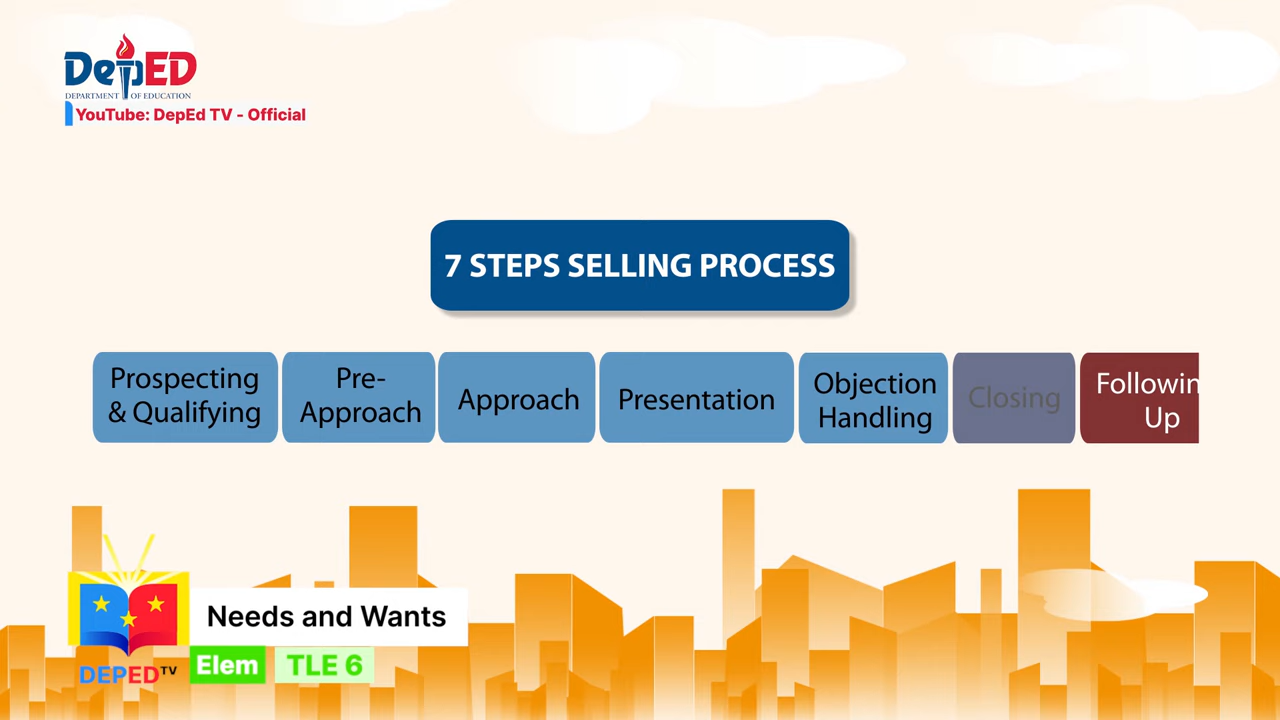 DepED
DEPARTMENT OF EDUCATION
YouTube: DepEd TV - Official
7 STEPS SELLING PROCESS
Prospecting
& Qualifying
Pre-
Approach
Approach
Presentation
Objection
Handling
Closing
Followin
Up
Needs and Wants
DEPED TV
Elem
TLE 6